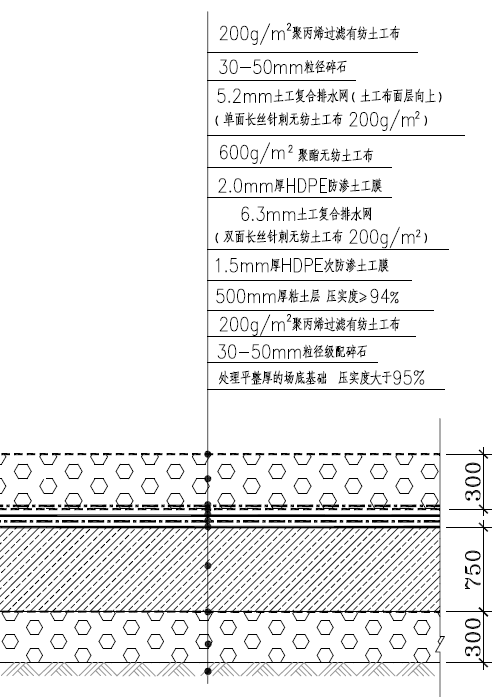 200g/m²聚丙烯过滤有纺土工布
30-50mm粒径碎石
5.2mm土工复合排水网(土工布面层向上)
(单面长丝针刺无纺土工布 200g/m²)
600g/m² 聚酯无纺土工布
2.0mm厚HDPE防渗土工膜
6.3mm土工复合排水网
(双面长丝针刺无纺土工布 200g/m²)
1.5mm厚HDPE次防渗土工膜
500mm厚粘土层 压实度≥94%
200g/m²聚丙烯过滤有纺土工布
30-50mm粒径级配碎石
处理平整厚的场底基础 压实度大于95%
300
750
300